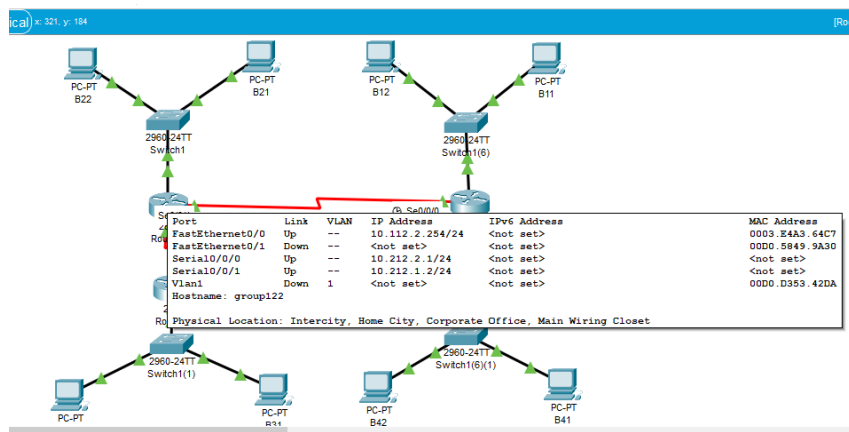 ical x: 321, y: 184 [Ro
PC-PT
B22
PC-PT
B21
PC-PT
B12
PC-PT
B11
2960-24TT
Switch1
2960-24TT
Switch1(6)
Se0/0/0
Port Link VLAN IP Address IPv6 Address MAC Address
FastEthernet0/0 Up -- 10.112.2.254/24 <not set> 0003.E4A3.64C7
FastEthernet0/1 Down -- <not set> <not set> 00D0.5849.9A30
Serial0/0/0 Up -- 10.212.2.1/24 <not set>
Serial0/0/1 Up -- 10.212.1.2/24 <not set>
Vlan1 Down 1 <not set> <not set> 00D0.D353.42DA
Hostname: group122
Physical Location: Intercity, Home City, Corporate Office, Main Wiring Closet
2960-24TT
Switch1(1)
2960-24TT
Switch1(6)(1)
PC-PT
PC-PT
B31
PC-PT
B42
PC-PT
B41